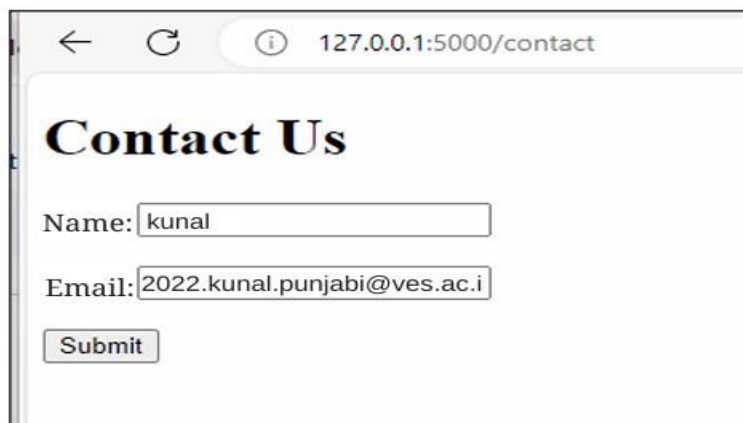 127.0.0.1:5000/contact
Contact Us
Name: kunal
Email: 2022.kunal.punjabi@ves.ac.i
Submit